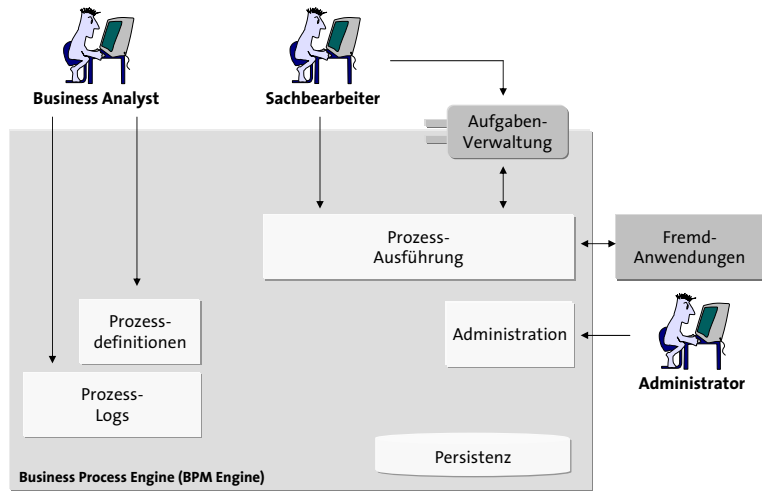 Business Analyst
Sachbearbeiter
Aufgaben-
Verwaltung
Prozess-
Ausführung
Fremd-
Anwendungen
Prozess-
definitionen
Administration
Administrator
Prozess-
Logs
Persistenz
Business Process Engine (BPM Engine)